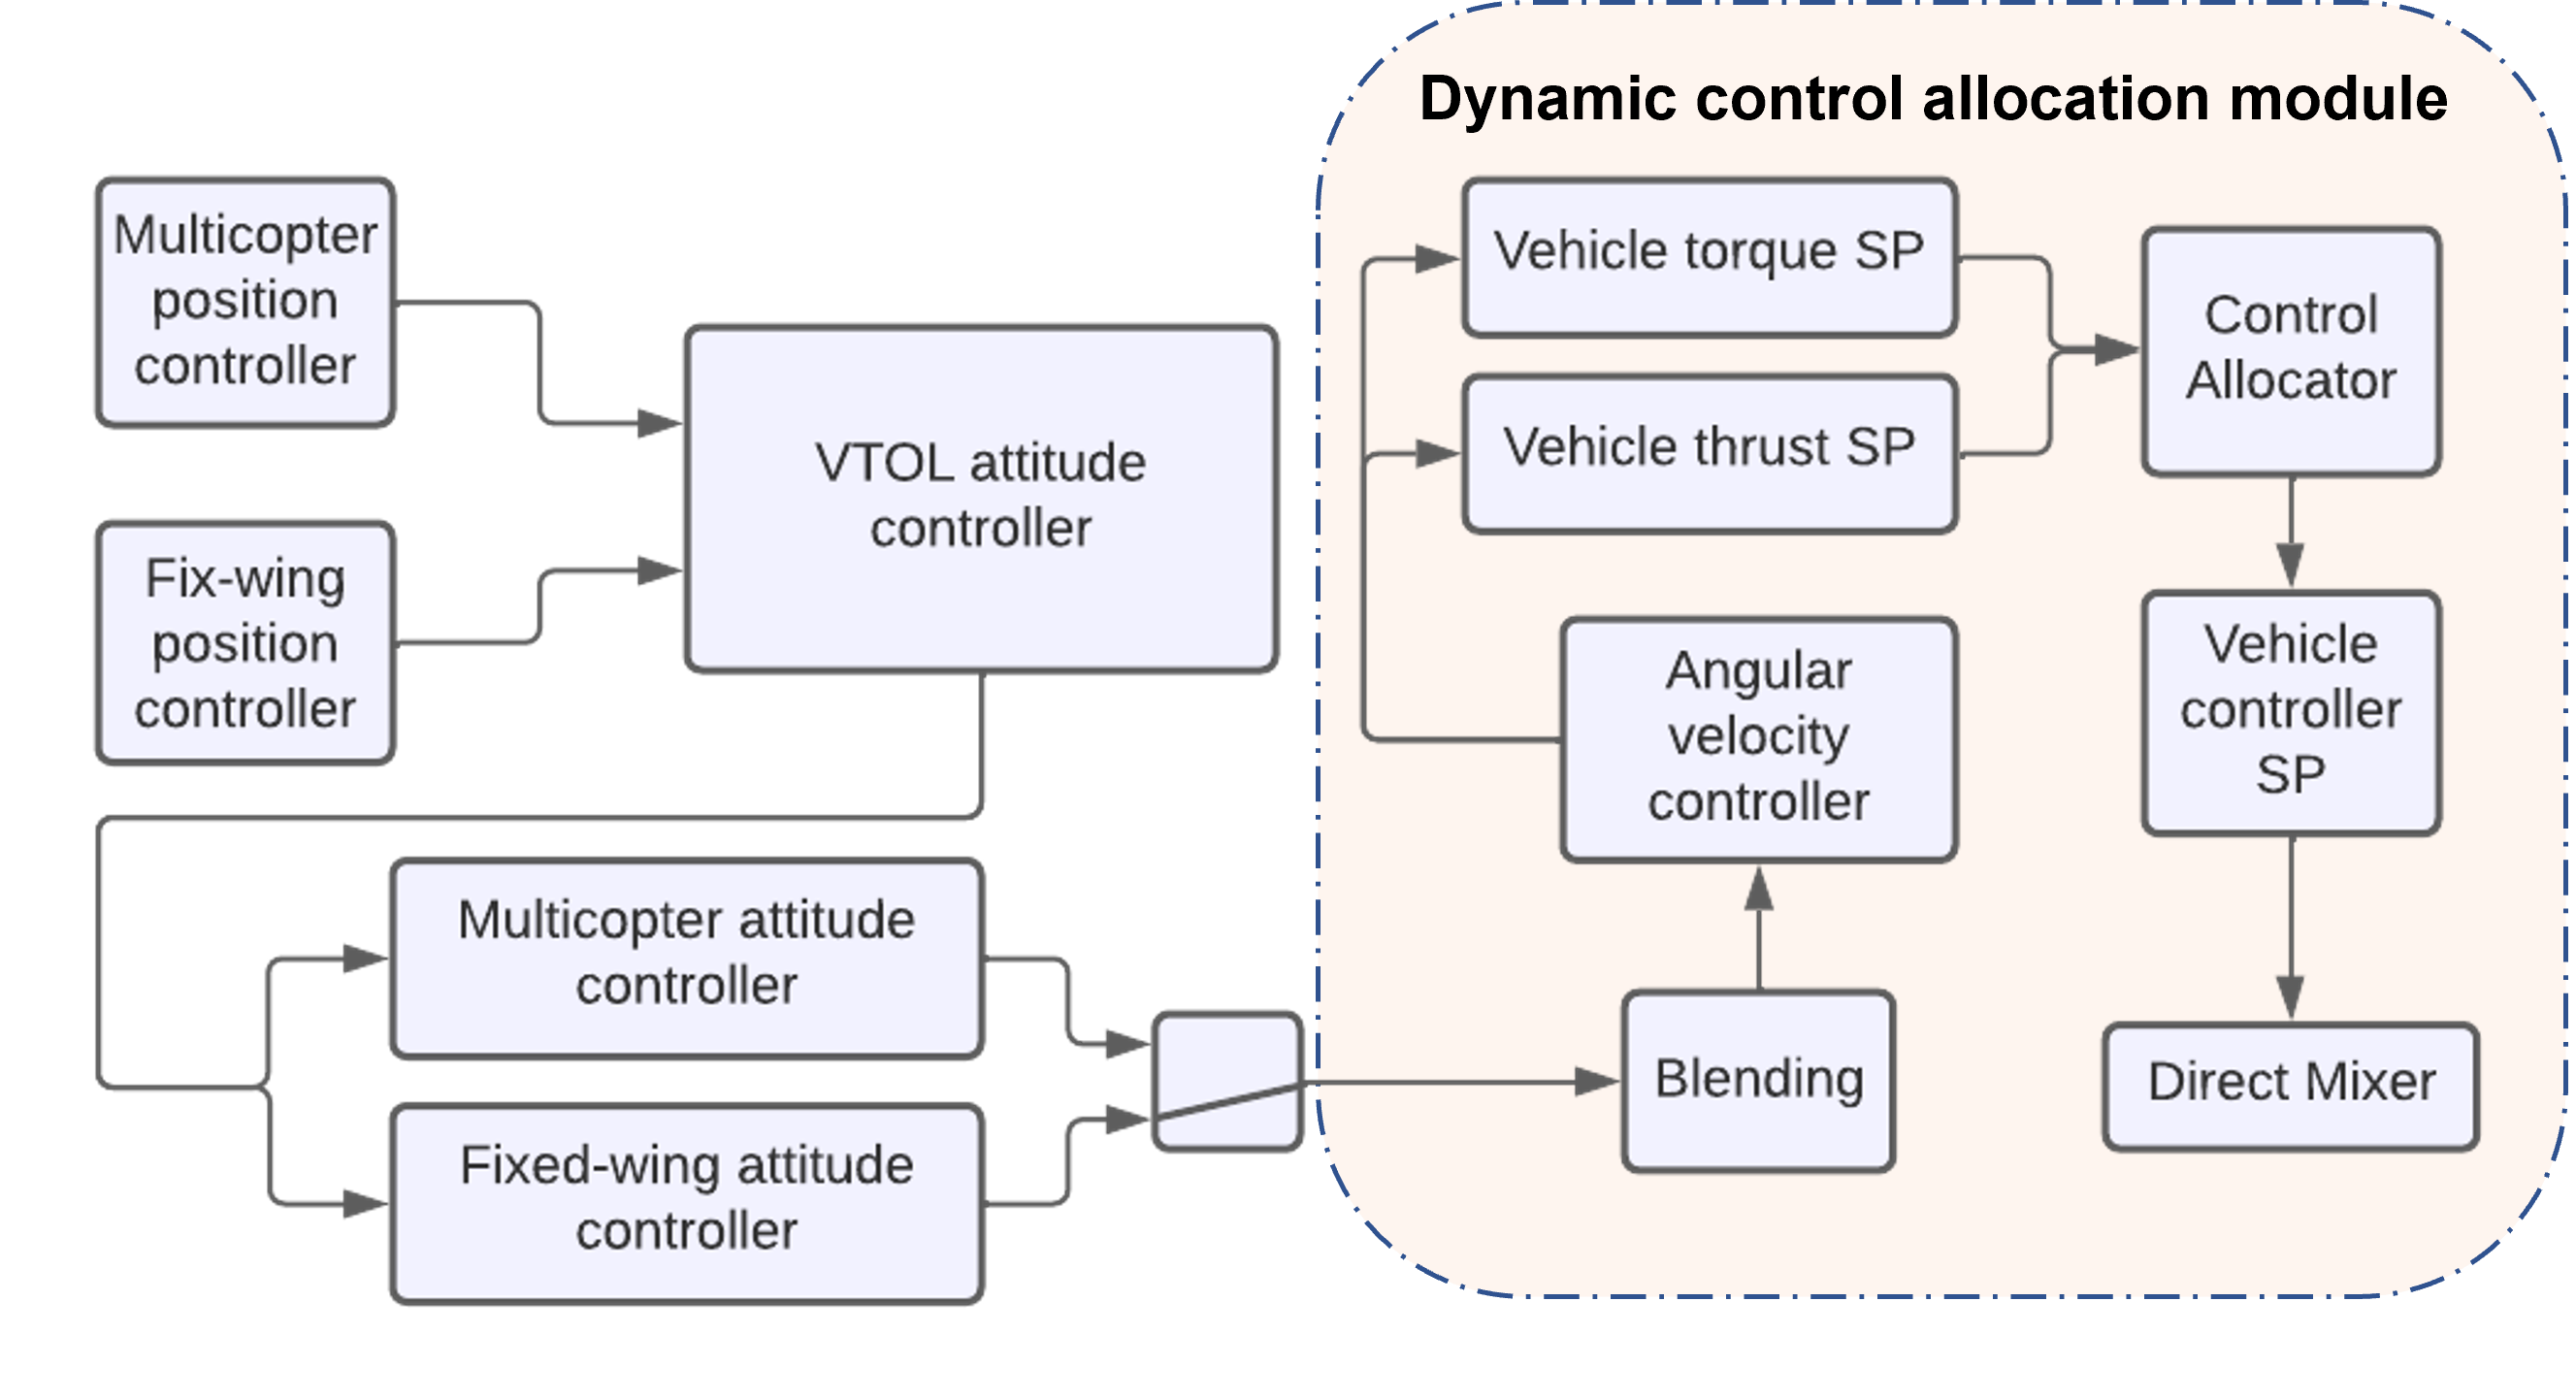 Dynamic control allocation module
Multicopter
position
controller
Fix-wing
position
controller
VTOL attitude
controller
Multicopter attitude
controller
Fixed-wing attitude
controller
Vehicle torque SP
Vehicle thrust SP
Angular
velocity
controller
Blending
Control
Allocator
Vehicle
controller
SP
Direct Mixer